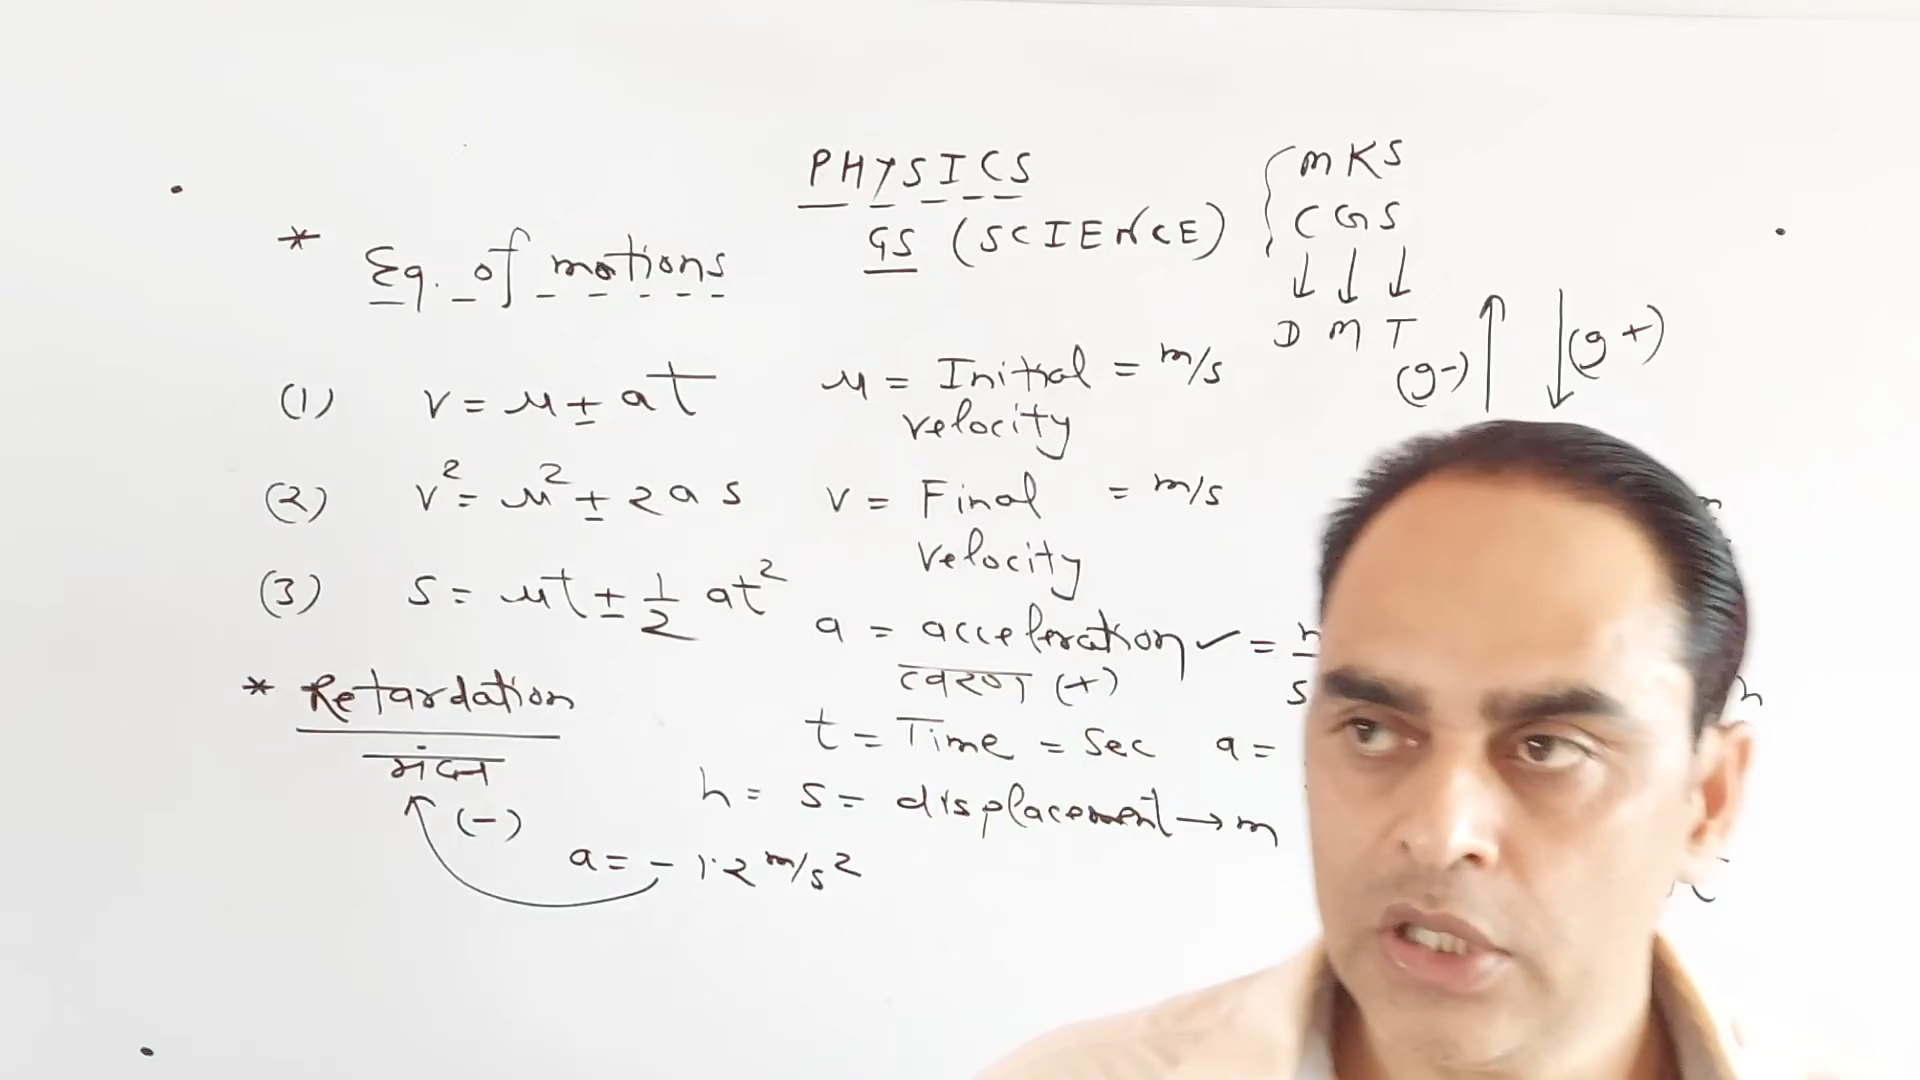 PHYSICS
GS (SCIENCE)
MKS
CGS
↓ ↓ ↓
D M T
(g-) ↑ ↓ (g+)
* Eq. of motions
(1) v = u ± at
(2) v² = u² ± 2as
(3) s = ut ± 1/2 at²
* Retardation
मंदन
(-)
a = - 1.2 m/s²
u = Initial = m/s
velocity
v = Final = m/s
velocity
a = acceleration ✓ =
त्वरण (+)
t = Time = Sec a =
h = s = displacement → m